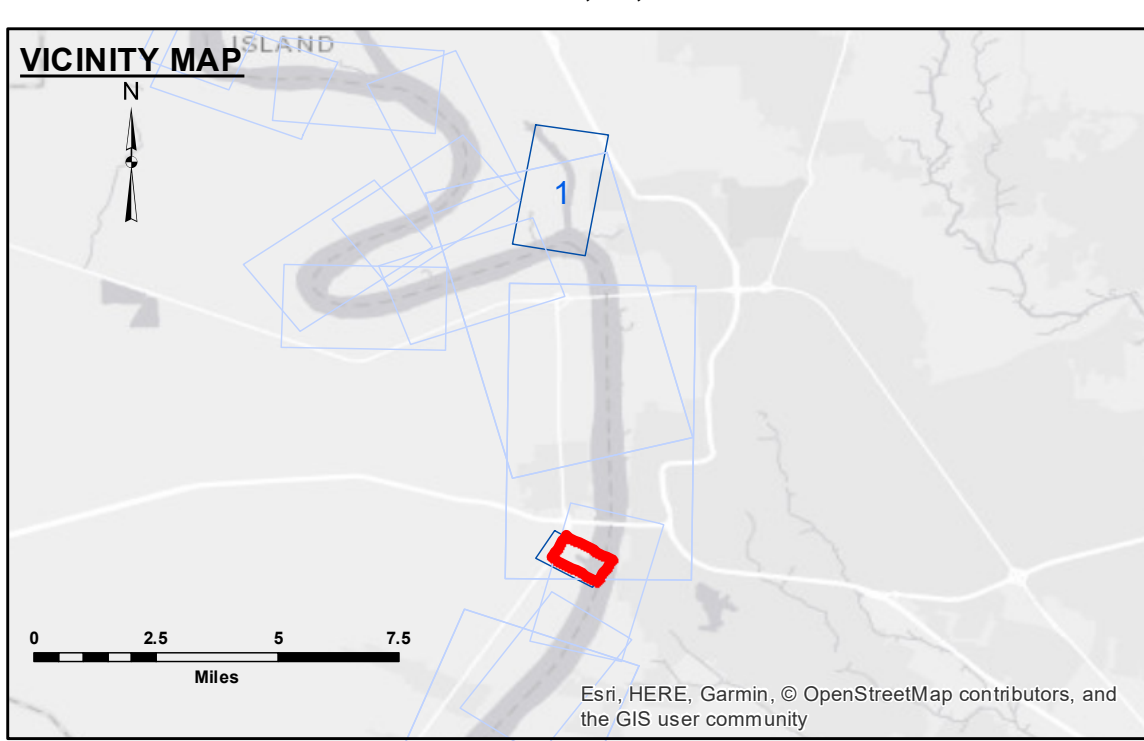 ISLAND
VICINITY MAP
N
1
0 2.5 5 7.5
Miles
Esri, HERE, Garmin, © OpenStreetMap contributors, and
the GIS user community